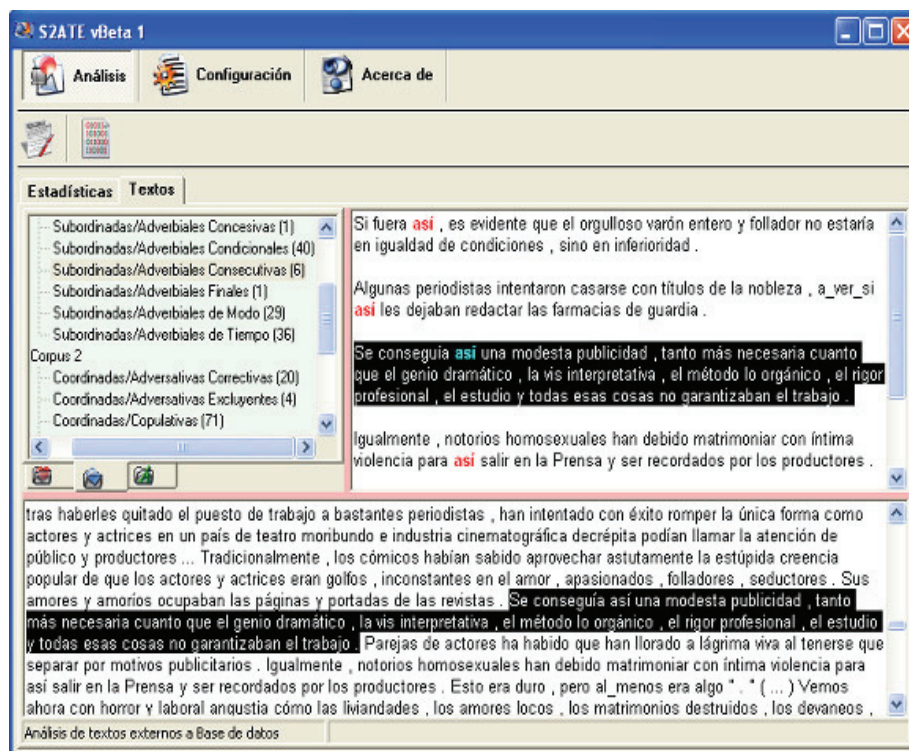 S2ATE vBeta 1
Análisis
Configuración
Acerca de
Estadísticas
Textos
Subordinadas/Adverbiales Concesivas (1)
Subordinadas/Adverbiales Condicionales (40)
Subordinadas/Adverbiales Consecutivas (6)
Subordinadas/Adverbiales Finales (1)
Subordinadas/Adverbiales de Modo (29)
Subordinadas/Adverbiales de Tiempo (36)
Corpus 2
Coordinadas/Adversativas Correctivas (20)
Coordinadas/Adversativas Excluyentes (4)
Coordinadas/Copulativas (71)
Si fuera así , es evidente que el orgulloso varón entero y follador no estaría
en igualdad de condiciones , sino en inferioridad .
Algunas periodistas intentaron casarse con títulos de la nobleza , a_ver_si
así les dejaban redactar las farmacias de guardia .
Se conseguía así una modesta publicidad , tanto más necesaria cuanto
que el genio dramático , la vis interpretativa , el método lo orgánico , el rigor
profesional , el estudio y todas esas cosas no garantizaban el trabajo .
Igualmente , notorios homosexuales han debido matrimoniar con íntima
violencia para así salir en la Prensa y ser recordados por los productores .
tras haberles quitado el puesto de trabajo a bastantes periodistas , han intentado con éxito romper la única forma como
actores y actrices en un país de teatro moribundo e industria cinematográfica decrépita podían llamar la atención de
público y productores ... Tradicionalmente , los cómicos habían sabido aprovechar astutamente la estúpida creencia
popular de que los actores y actrices eran golfos , inconstantes en el amor , apasionados , folladores , seductores . Sus
amores y amoríos ocupaban las páginas y portadas de las revistas . Se conseguía así una modesta publicidad , tanto
más necesaria cuanto que el genio dramático , la vis interpretativa , el método lo orgánico , el rigor profesional , el estudio
y todas esas cosas no garantizaban el trabajo . Parejas de actores ha habido que han llorado a lágrima viva al tenerse que
separar por motivos publicitarios . Igualmente , notorios homosexuales han debido matrimoniar con íntima violencia para
así salir en la Prensa y ser recordados por los productores . Esto era duro , pero al_menos era algo " . " ( ... ) Vemos
ahora con horror y laboral angustia cómo las liviandades , los amores locos , los matrimonios destruidos , los devaneos ,
Análisis de textos externos a Base de datos